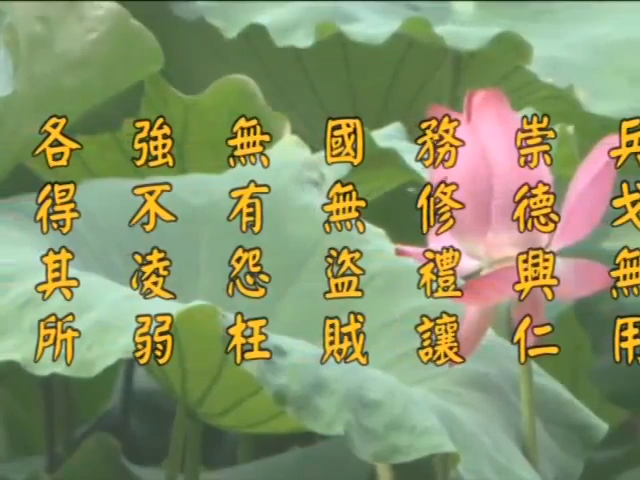 兵戈無用
崇德興仁
務修禮讓
國無盜賊
無有怨枉
強不凌弱
各得其所